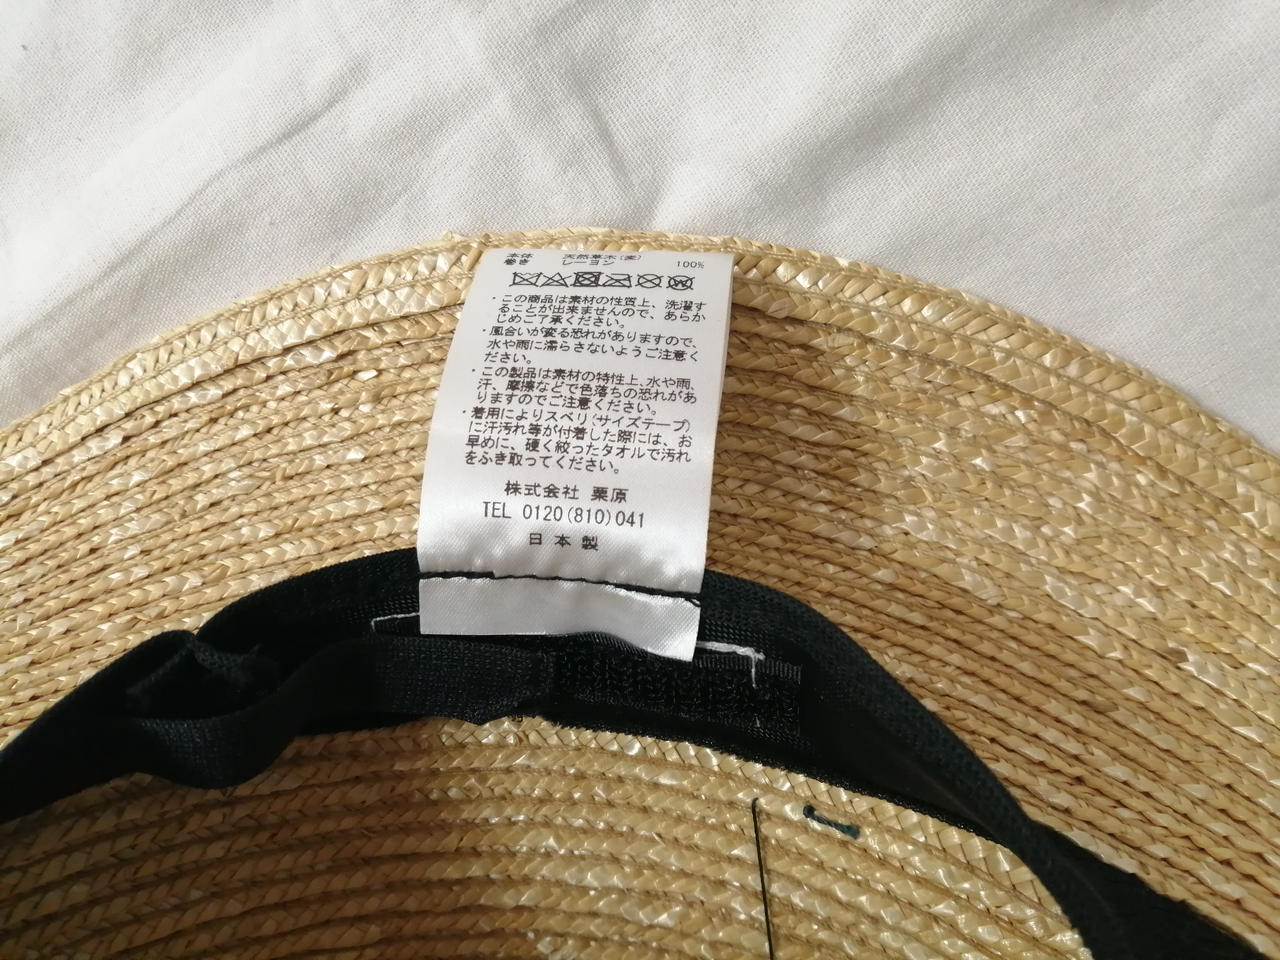 本体 天然草木(麦)
巻き レーヨン 100%
・この商品は素材の性質上、洗濯す
ることが出来ませんので、あらか
じめご了承ください。
・風合いが変る恐れがありますので、
水や雨に濡らさないようご注意く
ださい。
・この製品は素材の特性上、水や雨、
汗、摩擦などで色落ちの恐れがあ
りますのでご注意ください。
・着用によりスベリ(サイズテープ)
に汗汚れ等が付着した際には、お
早めに、硬く絞ったタオルで汚れ
をふき取ってください。
株式会社 栗原
TEL 0120(810)041
日本製